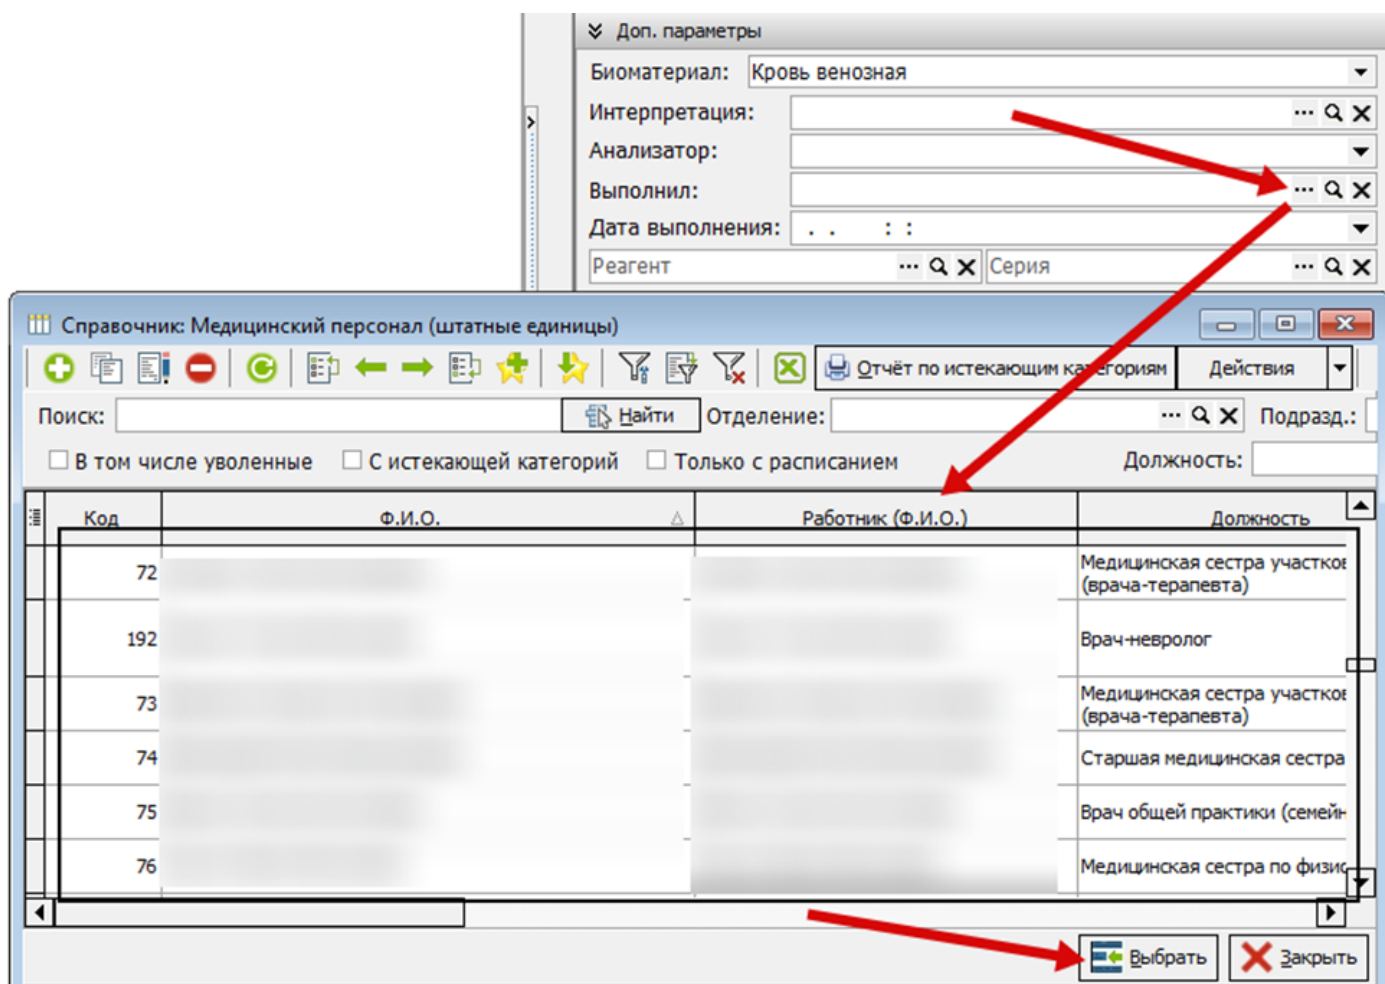 Доп. параметры
Биоматериал: Кровь венозная
Интерпретация:
Анализатор:
Выполнил:
Дата выполнения: . . : :
Реагент Серия
Справочник: Медицинский персонал (штатные единицы)
Отчёт по истекающим категориям Действия
Поиск: Найти Отделение: Подразд.:
В том числе уволенные С истекающей категорий Только с расписанием Должность:
Код Ф.И.О. Работник (Ф.И.О.) Должность
72 Медицинская сестра участков
(врача-терапевта)
192 Врач-невролог
73 Медицинская сестра участков
(врача-терапевта)
74 Старшая медицинская сестра
75 Врач общей практики (семейн
76 Медицинская сестра по физио
Выбрать Закрыть